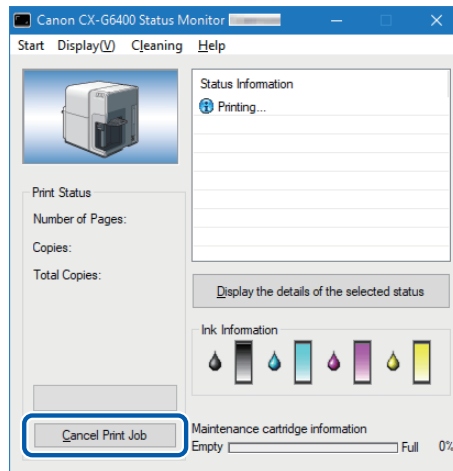 Canon CX-G6400 Status Monitor
Start Display(V) Cleaning Help
Status Information
Printing...
Print Status
Number of Pages:
Copies:
Total Copies:
Display the details of the selected status
Ink Information
Cancel Print Job
Maintenance cartridge information
Empty Full 0%